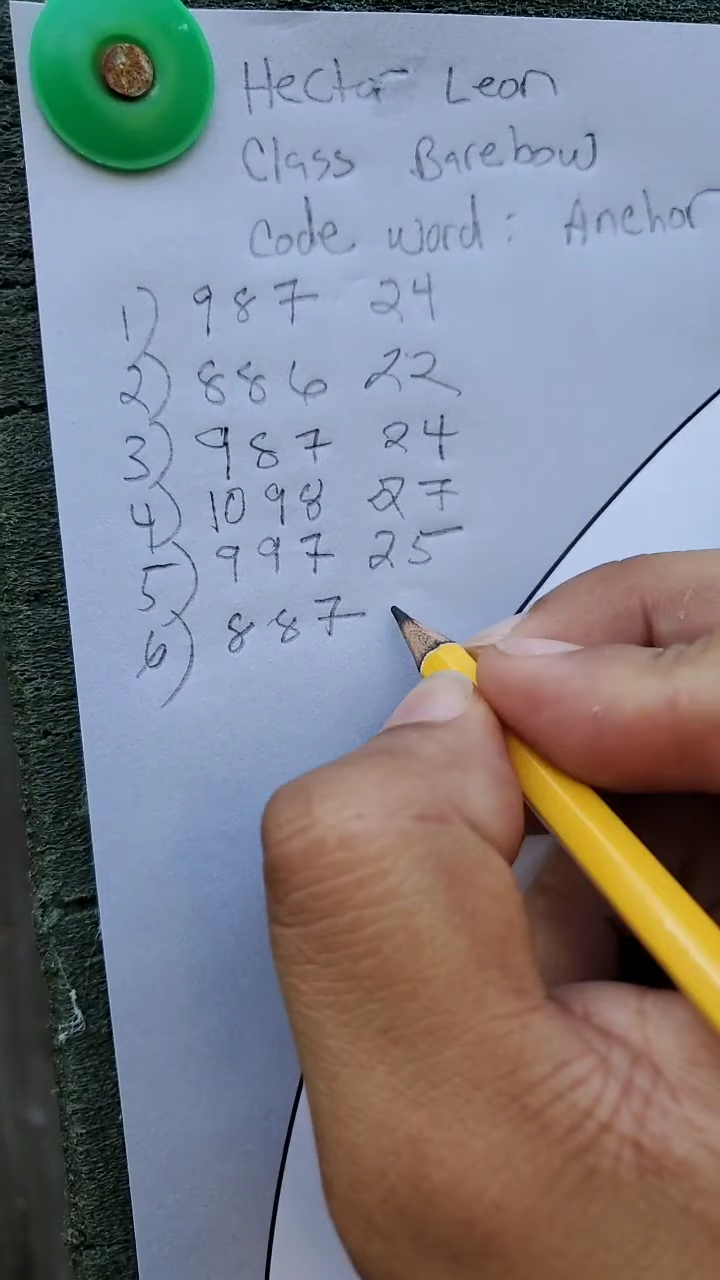 Hector Leon
Class Barebow
Code word: Anchor
1) 9 8 7 24
2) 8 8 6 22
3) 9 8 7 24
4) 10 9 8 27
5) 9 9 7 25
6) 8 8 7